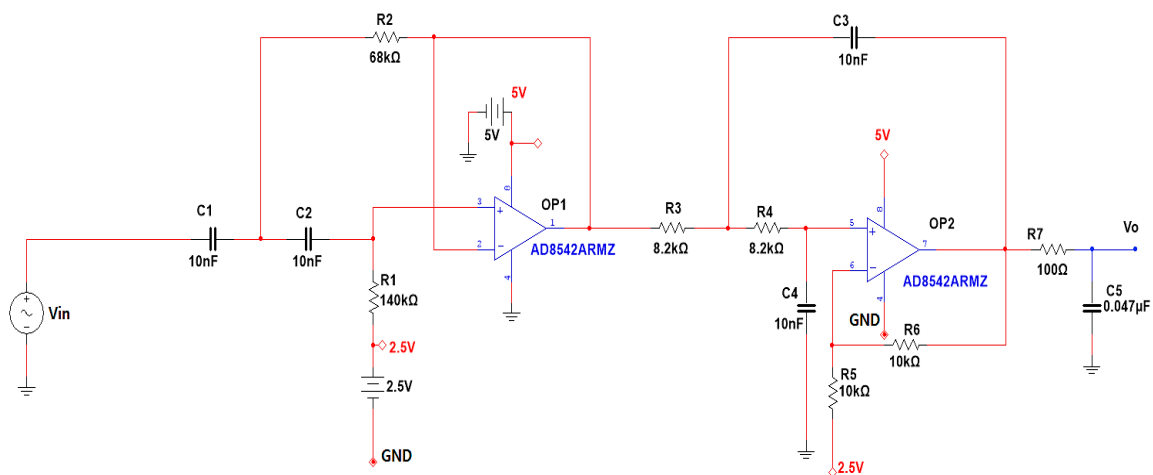 R2
68kΩ
C3
10nF
5V
5V
5V
8
C1
10nF
C2
10nF
3
+
2
−
OP1
1
AD8542ARMZ
4
R3
8.2kΩ
R4
8.2kΩ
8
5
+
6
−
OP2
7
AD8542ARMZ
4
R7
100Ω
Vo
C5
0.047µF
Vin
R1
140kΩ
2.5V
2.5V
GND
C4
10nF
GND
R6
10kΩ
R5
10kΩ
2.5V